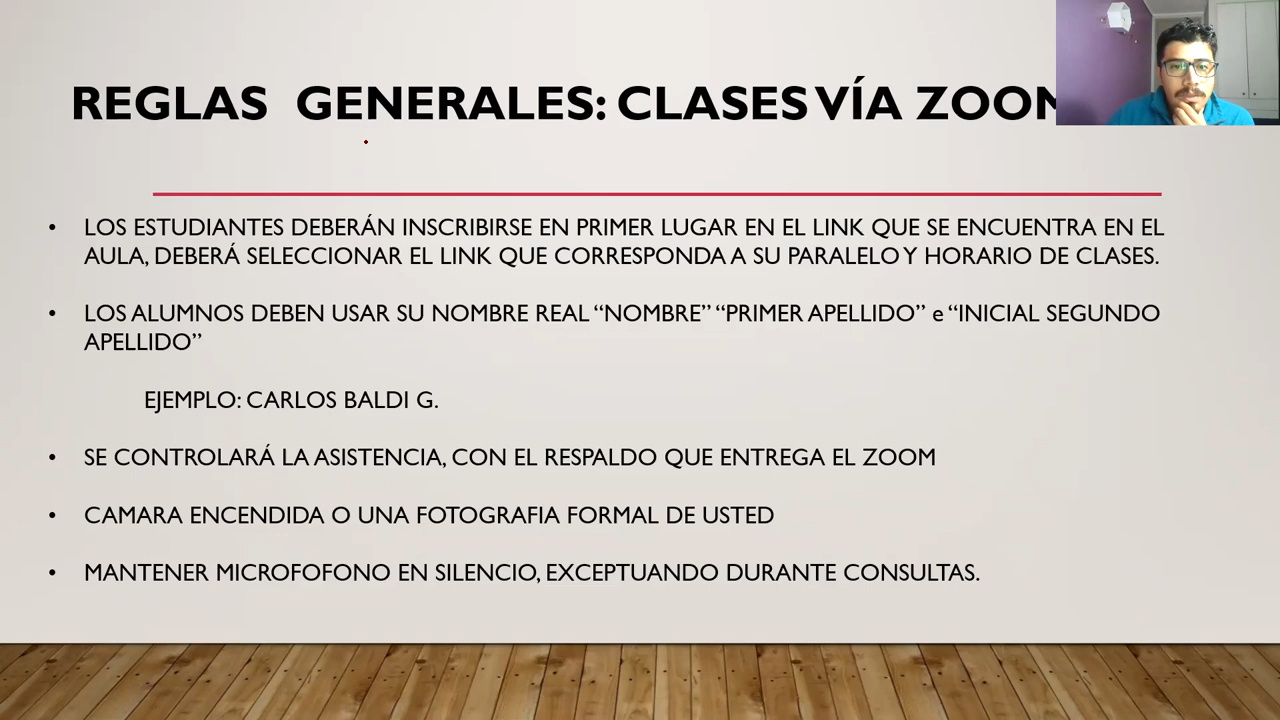 REGLAS GENERALES: CLASES VÍA ZOOM
• LOS ESTUDIANTES DEBERÁN INSCRIBIRSE EN PRIMER LUGAR EN EL LINK QUE SE ENCUENTRA EN EL
AULA, DEBERÁ SELECCIONAR EL LINK QUE CORRESPONDA A SU PARALELO Y HORARIO DE CLASES.
• LOS ALUMNOS DEBEN USAR SU NOMBRE REAL “NOMBRE” “PRIMER APELLIDO” e “INICIAL SEGUNDO
APELLIDO”
EJEMPLO: CARLOS BALDI G.
• SE CONTROLARÁ LA ASISTENCIA, CON EL RESPALDO QUE ENTREGA EL ZOOM
• CAMARA ENCENDIDA O UNA FOTOGRAFIA FORMAL DE USTED
• MANTENER MICROFOFONO EN SILENCIO, EXCEPTUANDO DURANTE CONSULTAS.